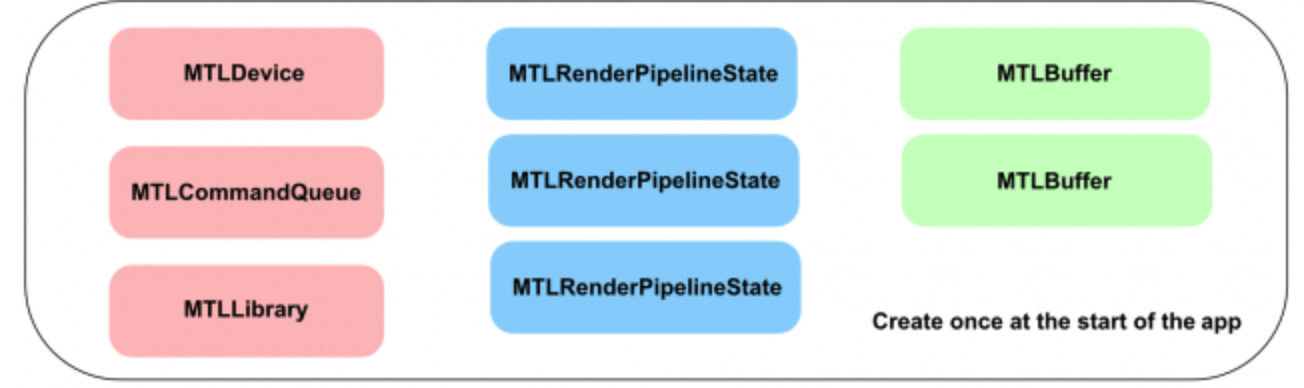 MTLDevice
MTLCommandQueue
MTLLibrary
MTLRenderPipelineState
MTLRenderPipelineState
MTLRenderPipelineState
MTLBuffer
MTLBuffer
Create once at the start of the app